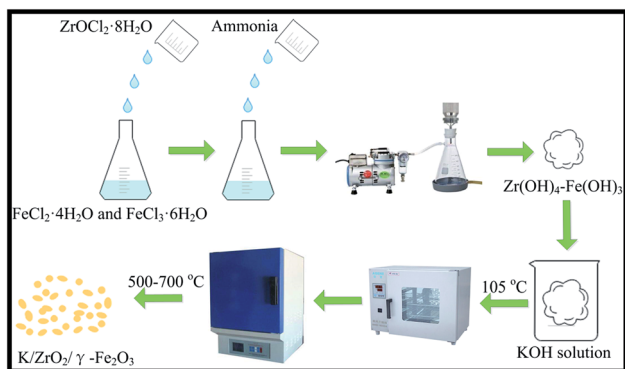 ZrOCl₂·8H₂O
Ammonia
FeCl₂·4H₂O and FeCl₃·6H₂O
Zr(OH)₄-Fe(OH)₃
500-700 °C
105 °C
K/ZrO₂/ γ -Fe₂O₃
KOH solution